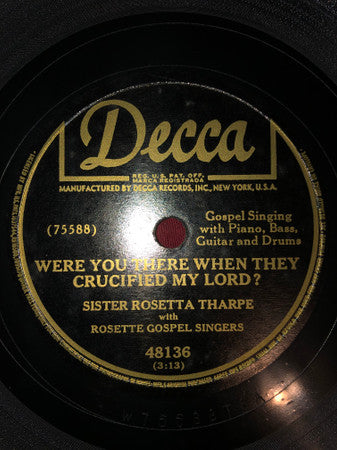 Decca
REG. U.S. PAT. OFF.
MARCA REGISTRADA
MANUFACTURED BY DECCA RECORDS, INC., NEW YORK, U.S.A.
(75588)
Gospel Singing
with Piano, Bass,
Guitar and Drums
WERE YOU THERE WHEN THEY
CRUCIFIED MY LORD?
SISTER ROSETTA THARPE
with
ROSETTE GOSPEL SINGERS
48136
(3:13)